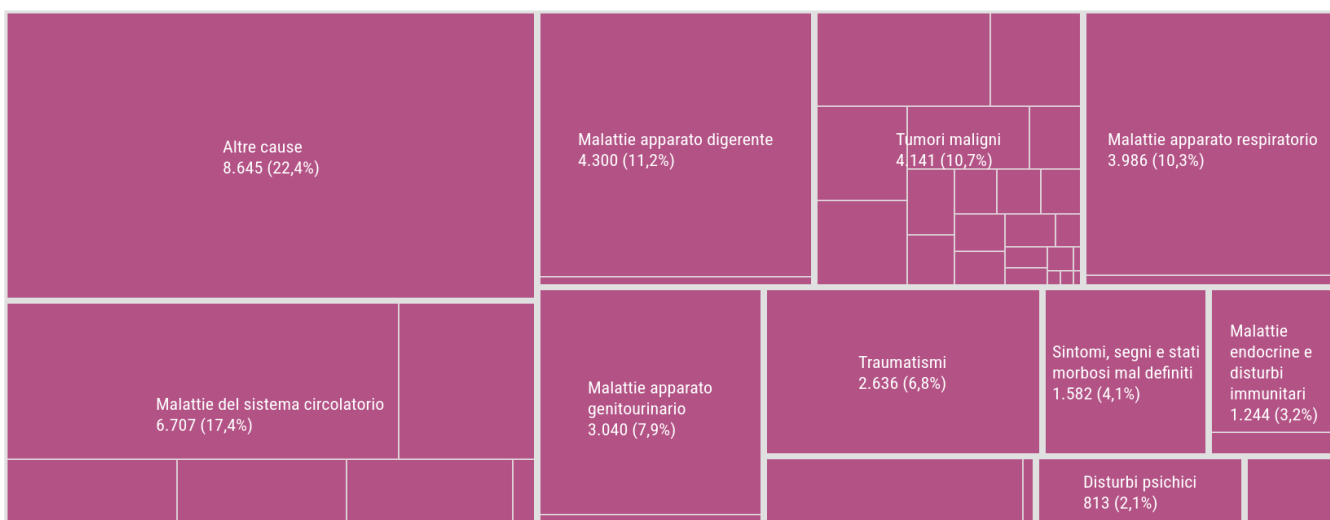 Altre cause
8.645 (22,4%)
Malattie apparato digerente
4.300 (11,2%)
Tumori maligni
4.141 (10,7%)
Malattie apparato respiratorio
3.986 (10,3%)
Malattie del sistema circolatorio
6.707 (17,4%)
Malattie apparato
genitourinario
3.040 (7,9%)
Traumatismi
2.636 (6,8%)
Sintomi, segni e stati
morbosi mal definiti
1.582 (4,1%)
Malattie
endocrine e
disturbi
immunitari
1.244 (3,2%)
Disturbi psichici
813 (2,1%)